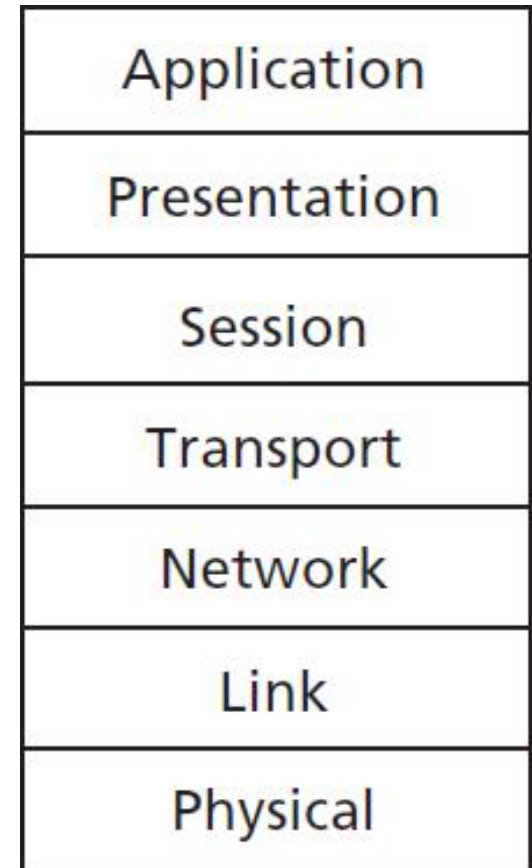 Application
Presentation
Session
Transport
Network
Link
Physical